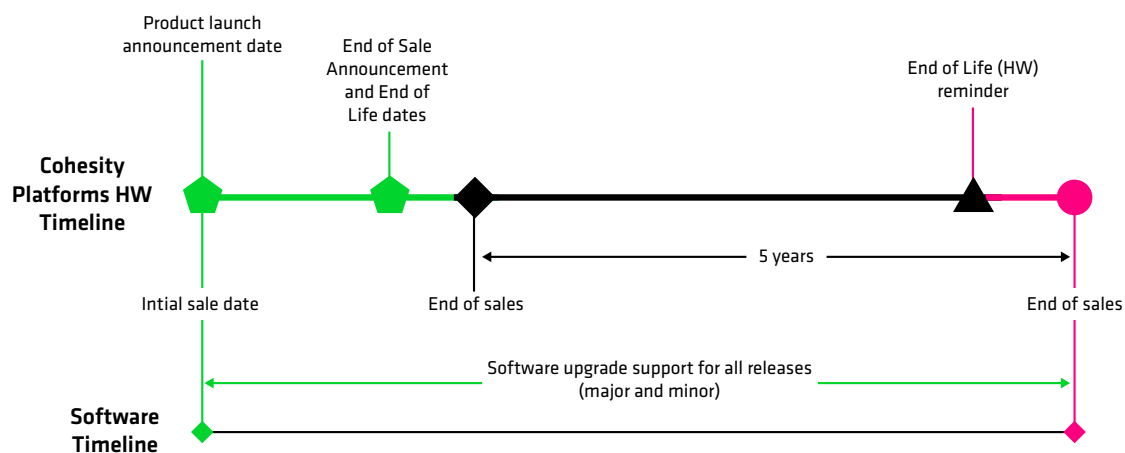 Product launch
announcement date
End of Sale
Announcement
and End of
Life dates
End of Life (HW)
reminder
Cohesity
Platforms HW
Timeline
5 years
Intial sale date
End of sales
End of sales
Software upgrade support for all releases
(major and minor)
Software
Timeline